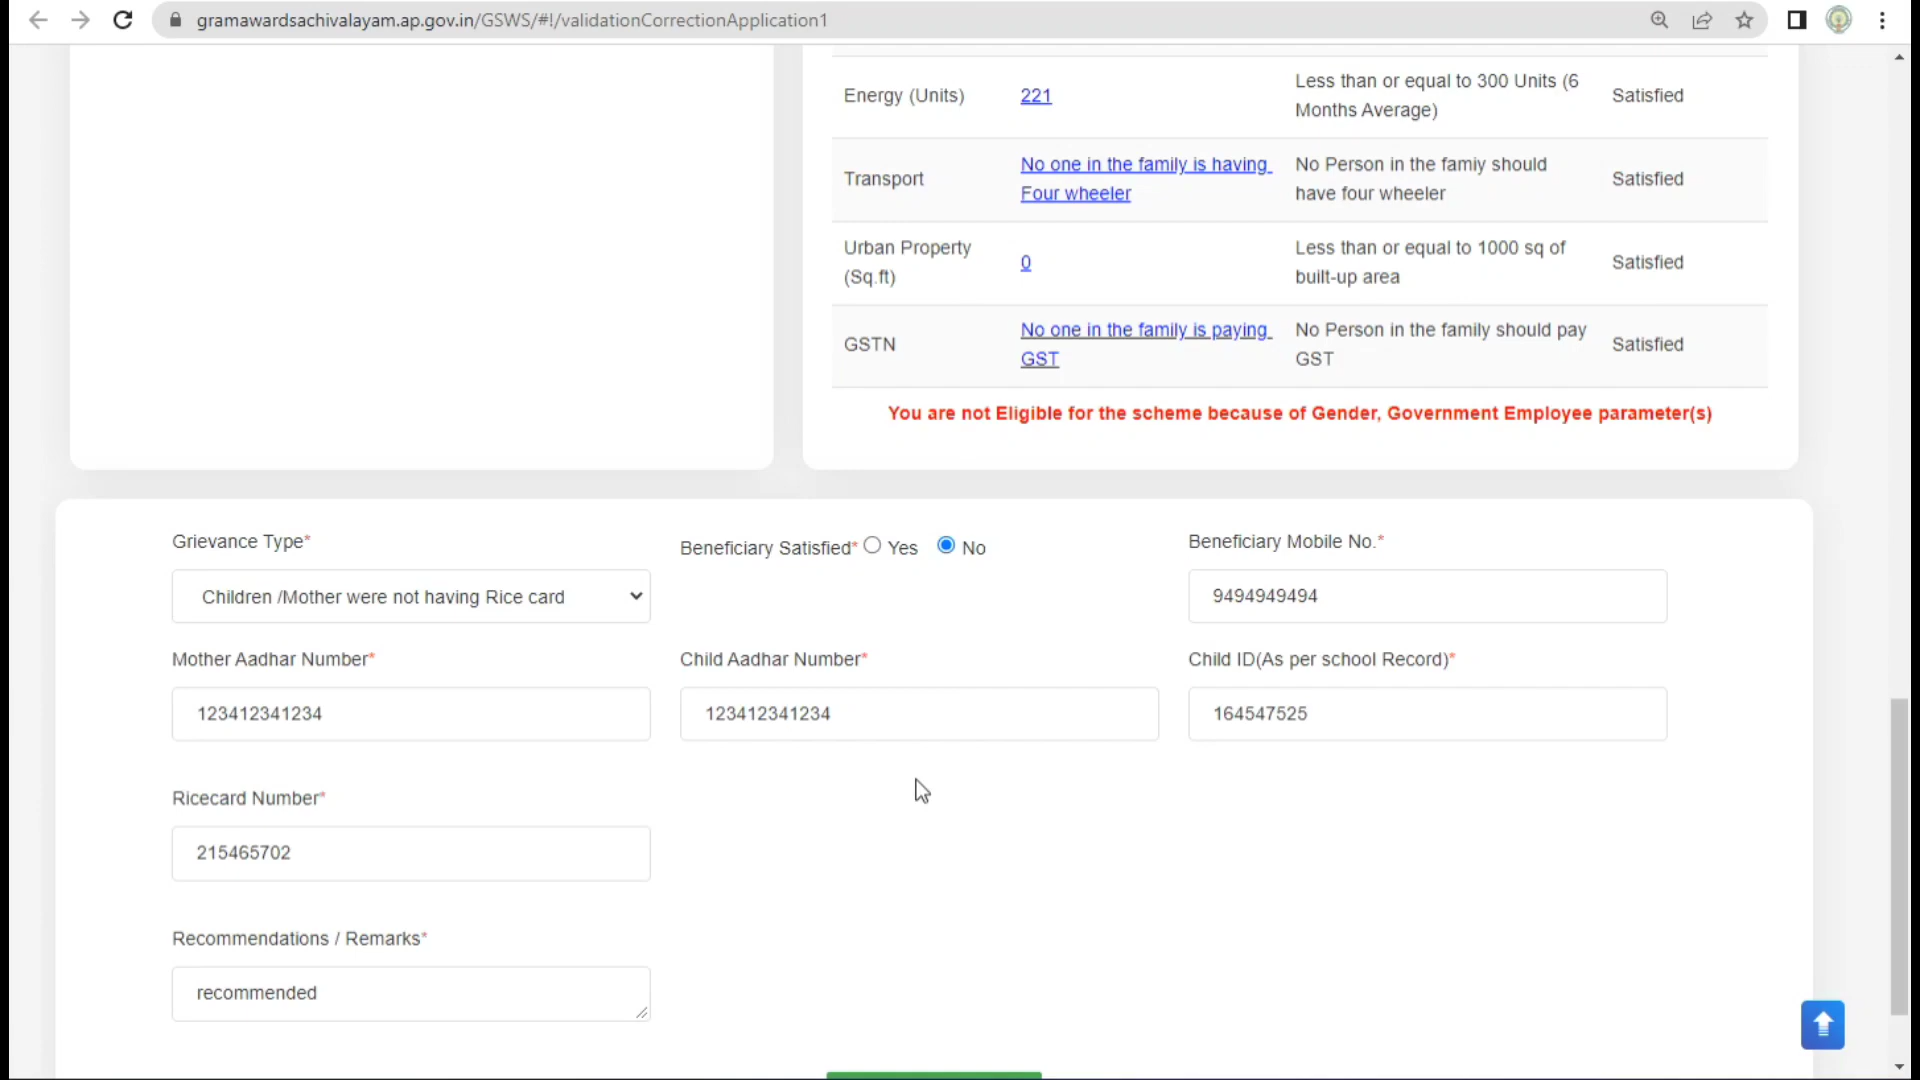 gramawardsachivalayam.ap.gov.in/GSWS/#!/validationCorrectionApplication1
Energy (Units)
221
Less than or equal to 300 Units (6
Months Average)
Satisfied
Transport
No one in the family is having
Four wheeler
No Person in the famiy should
have four wheeler
Satisfied
Urban Property
(Sq.ft)
0
Less than or equal to 1000 sq of
built-up area
Satisfied
GSTN
No one in the family is paying
GST
No Person in the family should pay
GST
Satisfied
You are not Eligible for the scheme because of Gender, Government Employee parameter(s)
Grievance Type*
Children /Mother were not having Rice card
Beneficiary Satisfied* Yes No
Beneficiary Mobile No.*
9494949494
Mother Aadhar Number*
123412341234
Child Aadhar Number*
123412341234
Child ID(As per school Record)*
164547525
Ricecard Number*
215465702
Recommendations / Remarks*
recommended